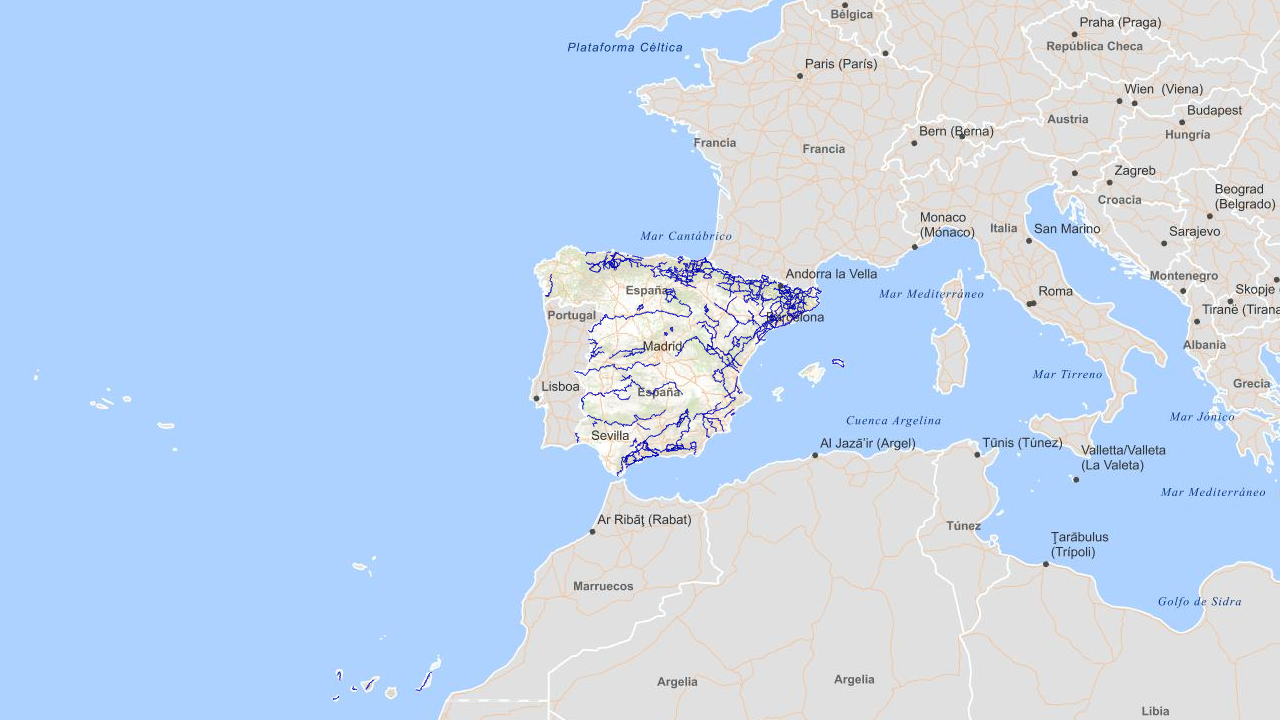 Bélgica
Praha (Praga)
República Checa
Plataforma Céltica
Paris (París)
Wien (Viena)
Budapest
Austria
Hungría
Bern (Berna)
Francia
Francia
Zagreb
Croacia
Beograd
(Belgrado)
Monaco
(Mónaco)
Italia
San Marino
Sarajevo
Mar Cantábrico
Andorra la Vella
Montenegro
España
Mar Mediterráneo
Roma
Skopje
Portugal
Barcelona
Tiranë (Tirana
Madrid
Albania
Mar Tirreno
Lisboa
España
Grecia
Cuenca Argelina
Mar Jónico
Sevilla
Al Jazā'ir (Argel)
Tūnis (Túnez)
Valletta/Valleta
(La Valeta)
Mar Mediterráneo
Ar Ribāţ (Rabat)
Túnez
Ţarābulus
(Trípoli)
Marruecos
Golfo de Sidra
Argelia
Argelia
Libia